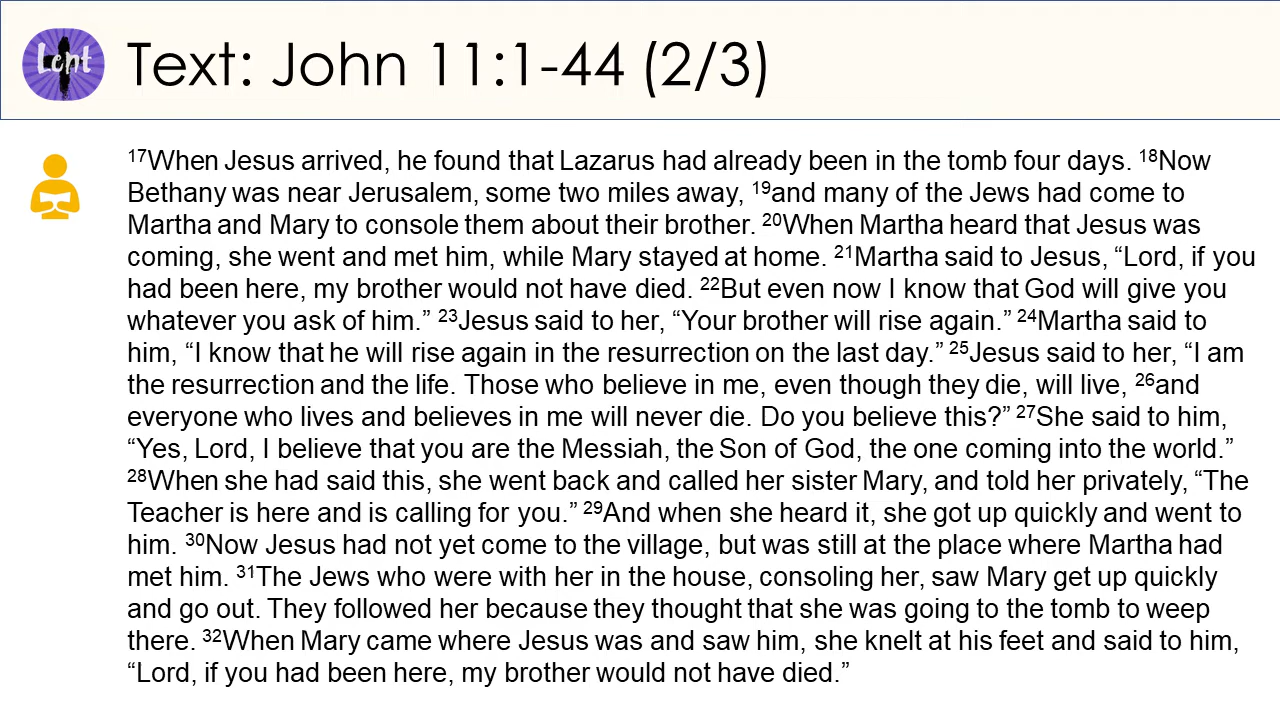 Lent
Text: John 11:1-44 (2/3)
¹⁷When Jesus arrived, he found that Lazarus had already been in the tomb four days. ¹⁸Now
Bethany was near Jerusalem, some two miles away, ¹⁹and many of the Jews had come to
Martha and Mary to console them about their brother. ²⁰When Martha heard that Jesus was
coming, she went and met him, while Mary stayed at home. ²¹Martha said to Jesus, “Lord, if you
had been here, my brother would not have died. ²²But even now I know that God will give you
whatever you ask of him.” ²³Jesus said to her, “Your brother will rise again.” ²⁴Martha said to
him, “I know that he will rise again in the resurrection on the last day.” ²⁵Jesus said to her, “I am
the resurrection and the life. Those who believe in me, even though they die, will live, ²⁶and
everyone who lives and believes in me will never die. Do you believe this?” ²⁷She said to him,
“Yes, Lord, I believe that you are the Messiah, the Son of God, the one coming into the world.”
²⁸When she had said this, she went back and called her sister Mary, and told her privately, “The
Teacher is here and is calling for you.” ²⁹And when she heard it, she got up quickly and went to
him. ³⁰Now Jesus had not yet come to the village, but was still at the place where Martha had
met him. ³¹The Jews who were with her in the house, consoling her, saw Mary get up quickly
and go out. They followed her because they thought that she was going to the tomb to weep
there. ³²When Mary came where Jesus was and saw him, she knelt at his feet and said to him,
“Lord, if you had been here, my brother would not have died.”